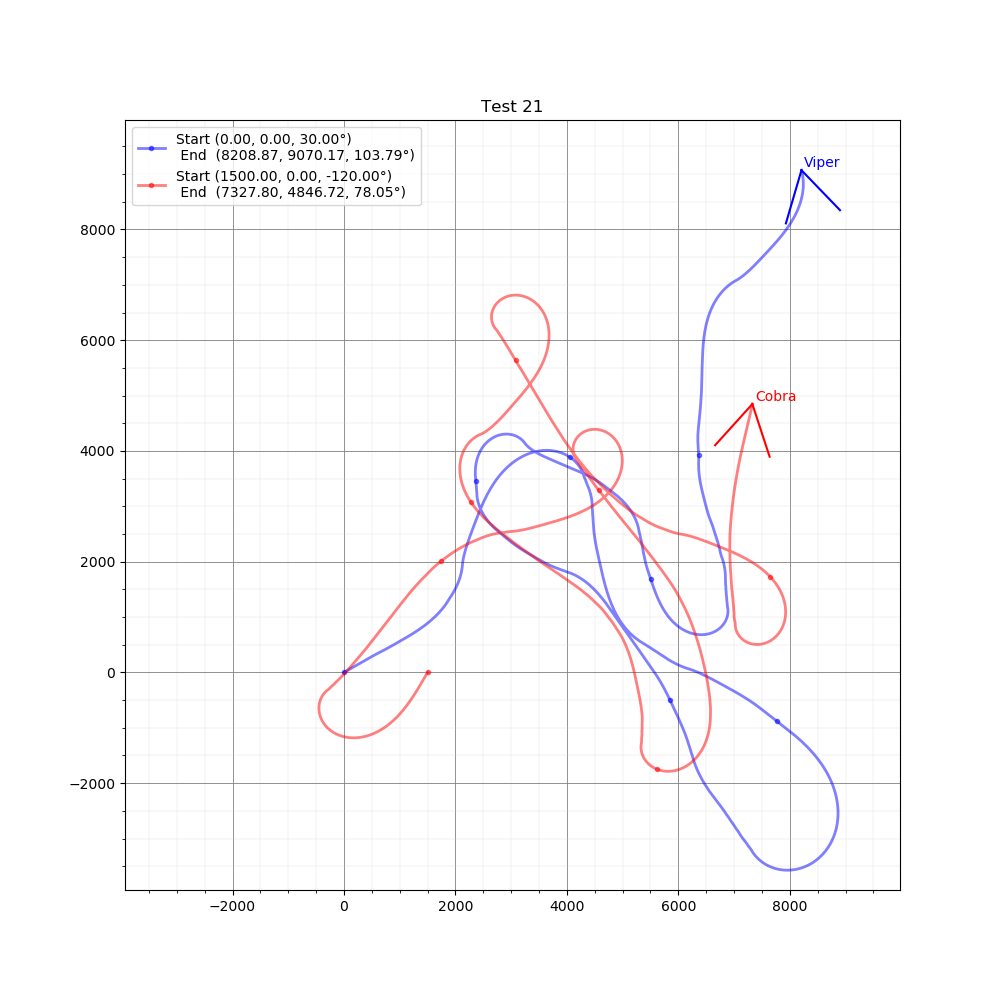 Test 21
Start (0.00, 0.00, 30.00°)
End (8208.87, 9070.17, 103.79°)
Start (1500.00, 0.00, -120.00°)
End (7327.80, 4846.72, 78.05°)
Viper
Cobra
8000
6000
4000
2000
0
−2000
−2000 0 2000 4000 6000 8000